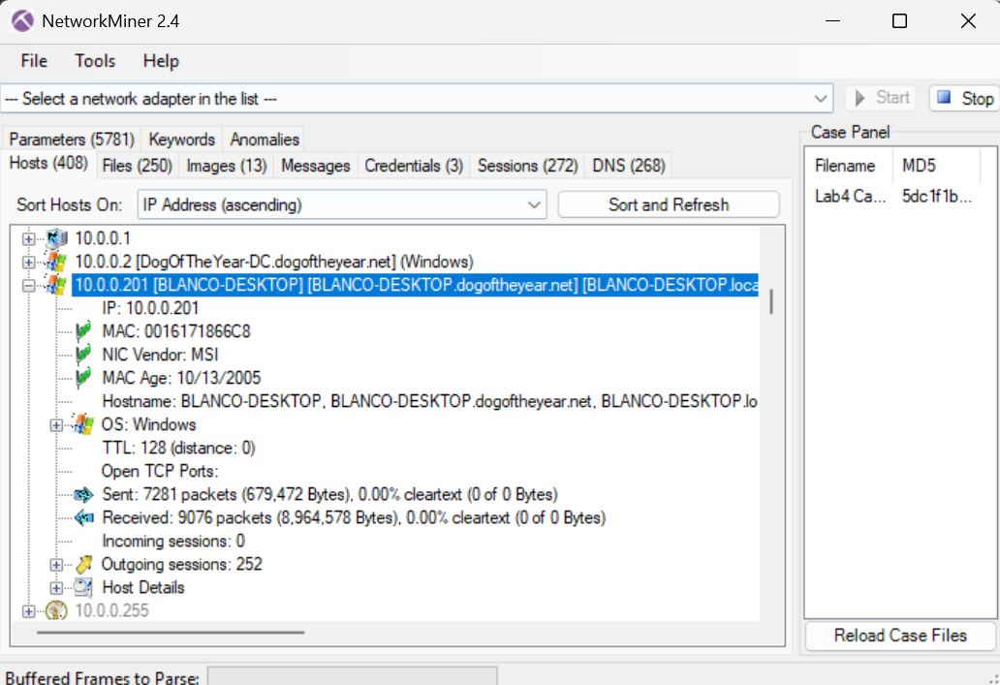 NetworkMiner 2.4
File Tools Help
--- Select a network adapter in the list ---
Start Stop
Parameters (5781) Keywords Anomalies
Hosts (408) Files (250) Images (13) Messages Credentials (3) Sessions (272) DNS (268)
Sort Hosts On: IP Address (ascending) Sort and Refresh
10.0.0.1
10.0.0.2 [DogOfTheYear-DC.dogoftheyear.net] (Windows)
10.0.0.201 [BLANCO-DESKTOP] [BLANCO-DESKTOP.dogoftheyear.net] [BLANCO-DESKTOP.loca
IP: 10.0.0.201
MAC: 0016171866C8
NIC Vendor: MSI
MAC Age: 10/13/2005
Hostname: BLANCO-DESKTOP, BLANCO-DESKTOP.dogoftheyear.net, BLANCO-DESKTOP.lo
OS: Windows
TTL: 128 (distance: 0)
Open TCP Ports:
Sent: 7281 packets (679,472 Bytes), 0.00% cleartext (0 of 0 Bytes)
Received: 9076 packets (8,964,578 Bytes), 0.00% cleartext (0 of 0 Bytes)
Incoming sessions: 0
Outgoing sessions: 252
Host Details
10.0.0.255
Case Panel
Filename MD5
Lab4 Ca... 5dc1f1b...
Reload Case Files
Buffered Frames to Parse: